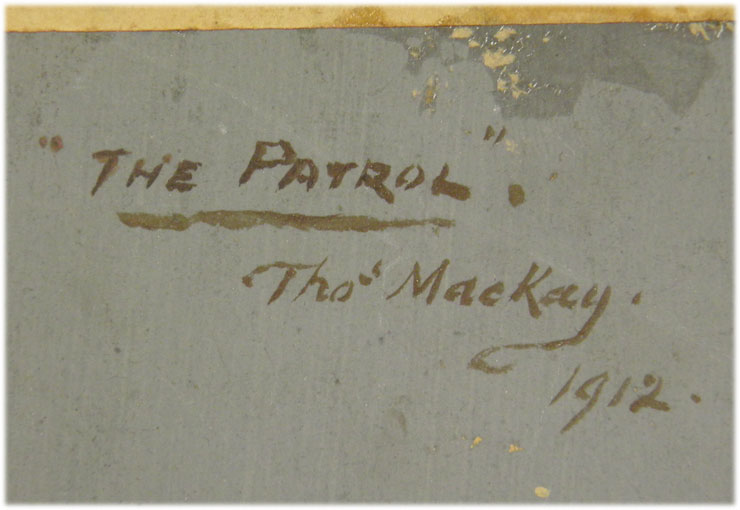 "THE PATROL".
Thos MacKay.
1912.